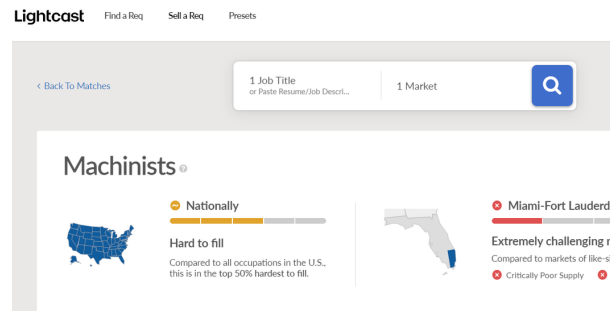 Lightcast Find a Req Sell a Req Presets
< Back To Matches
1 Job Title
or Paste Resume/Job Descri...
1 Market
Machinists
Nationally
Hard to fill
Compared to all occupations in the U.S.,
this is in the top 50% hardest to fill.
Miami-Fort Lauderd
Extremely challenging
Compared to markets of like-si
Critically Poor Supply